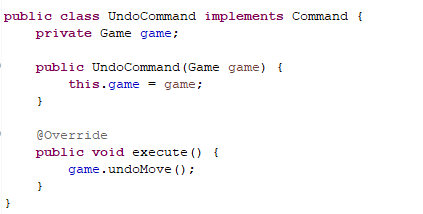 public class UndoCommand implements Command {
    private Game game;

    public UndoCommand(Game game) {
        this.game = game;
    }

    @Override
    public void execute() {
        game.undoMove();
    }
}